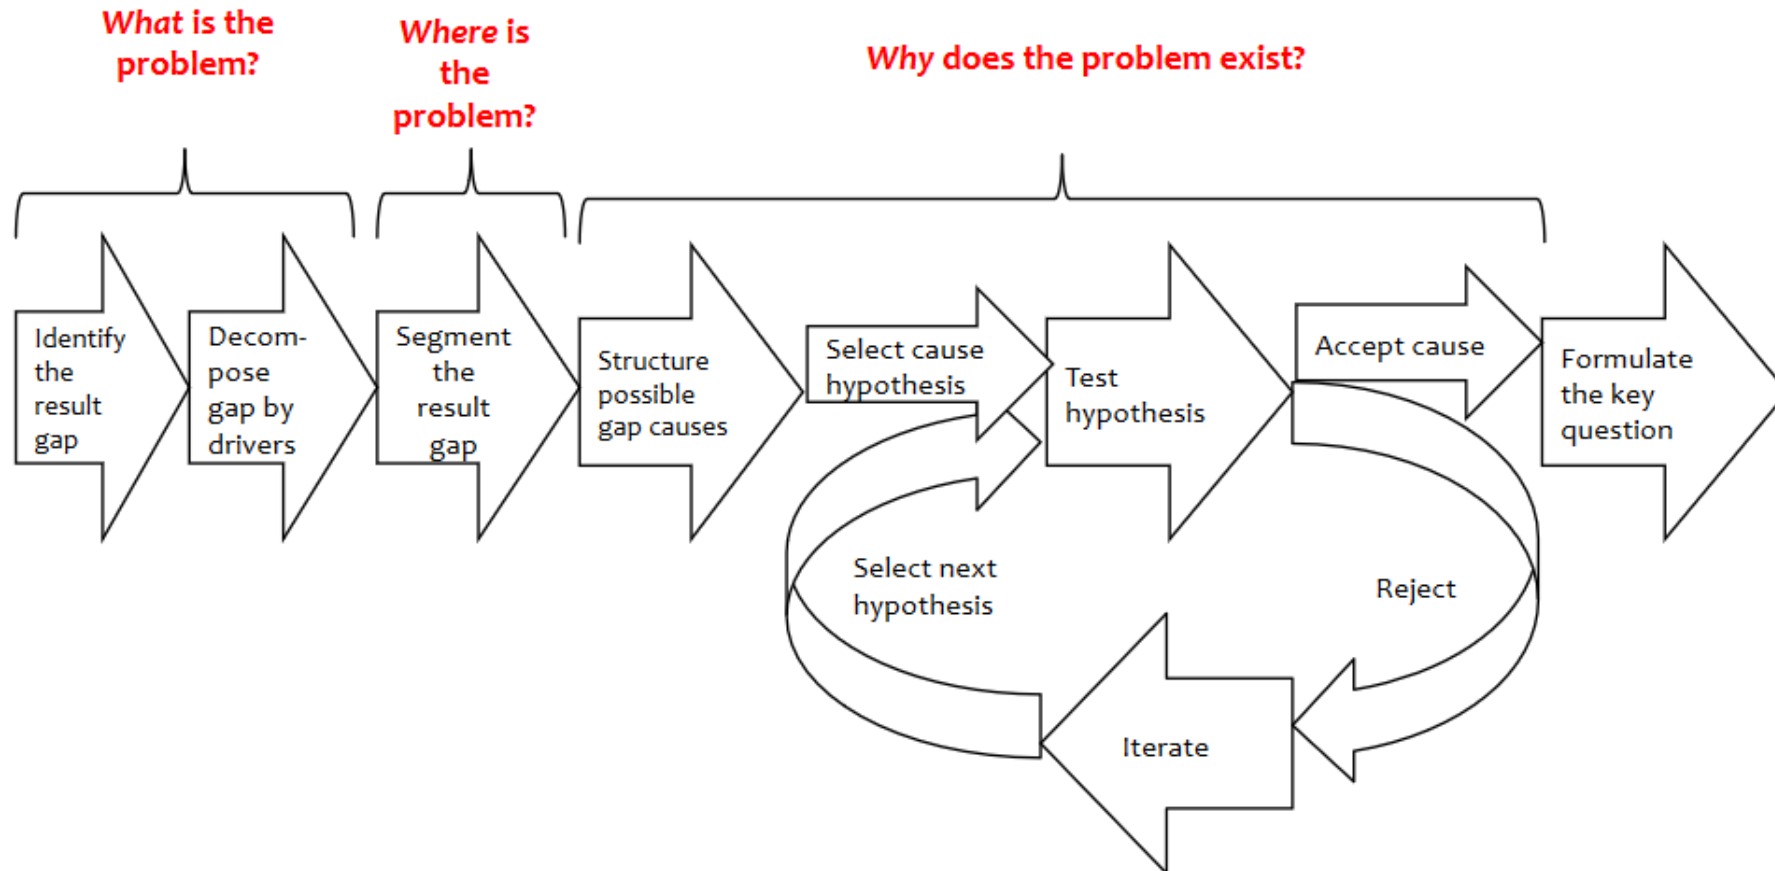 What is the
problem?
Where is
the
problem?
Why does the problem exist?
Identify
the
result
gap
Decom-
pose
gap by
drivers
Segment
the
result
gap
Structure
possible
gap causes
Select cause
hypothesis
Test
hypothesis
Accept cause
Formulate
the key
question
Select next
hypothesis
Reject
Iterate